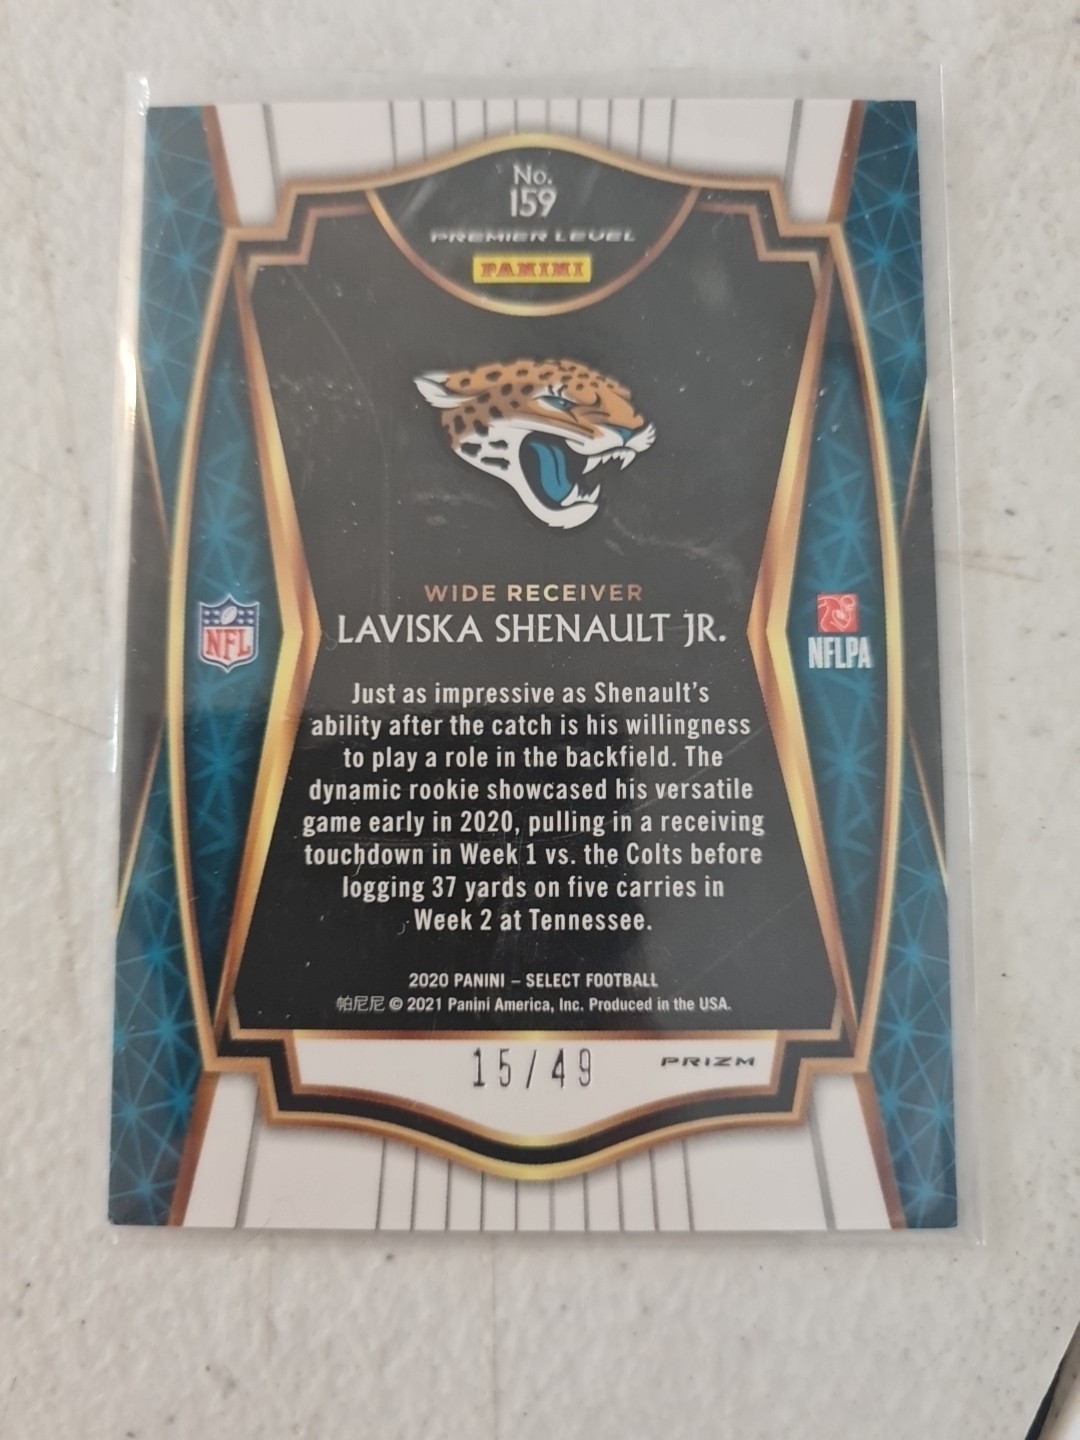 No.
159
PREMIER LEVEL
PANINI
WIDE RECEIVER
LAVISKA SHENAULT JR.
NFL
NFLPA
Just as impressive as Shenault's
ability after the catch is his willingness
to play a role in the backfield. The
dynamic rookie showcased his versatile
game early in 2020, pulling in a receiving
touchdown in Week 1 vs. the Colts before
logging 37 yards on five carries in
Week 2 at Tennessee.
2020 PANINI – SELECT FOOTBALL
帕尼尼 © 2021 Panini America, Inc. Produced in the USA.
15/49
PRIZM